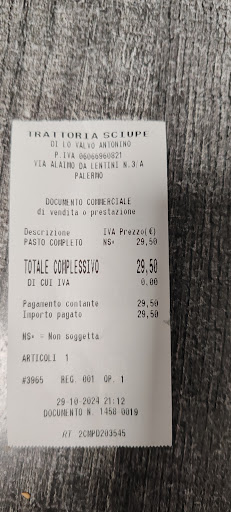 TRATTORIA SCIUPE
DI LO VALVO ANTONINO
P.IVA 06066960821
VIA ALAIMO DA LENTINI N.3/A
PALERMO
DOCUMENTO COMMERCIALE
di vendita o prestazione
Descrizione IVA Prezzo(€)
PASTO COMPLETO NS* 29,50
TOTALE COMPLESSIVO 29,50
DI CUI IVA 0,00
Pagamento contante 29,50
Importo pagato 29,50
NS* = Non soggetta
ARTICOLI 1
#3965 REG. 001 OP. 1
29-10-2024 21:12
DOCUMENTO N. 1458-0019
RT 2CMPD203545